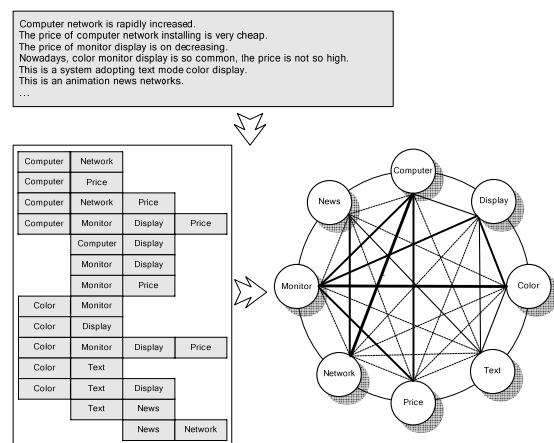 Computer network is rapidly increased.
The price of computer network installing is very cheap.
The price of monitor display is on decreasing.
Nowadays, color monitor display is so common, the price is not so high.
This is a system adopting text mode color display.
This is an animation news networks.
...
Computer Network
Computer Price
Computer Network Price
Computer Monitor Display Price
Computer Display
Monitor Display
Monitor Price
Color Monitor
Color Display
Color Monitor Display Price
Color Text
Color Text Display
Text News
News Network
Computer
News
Display
Monitor
Color
Network
Text
Price